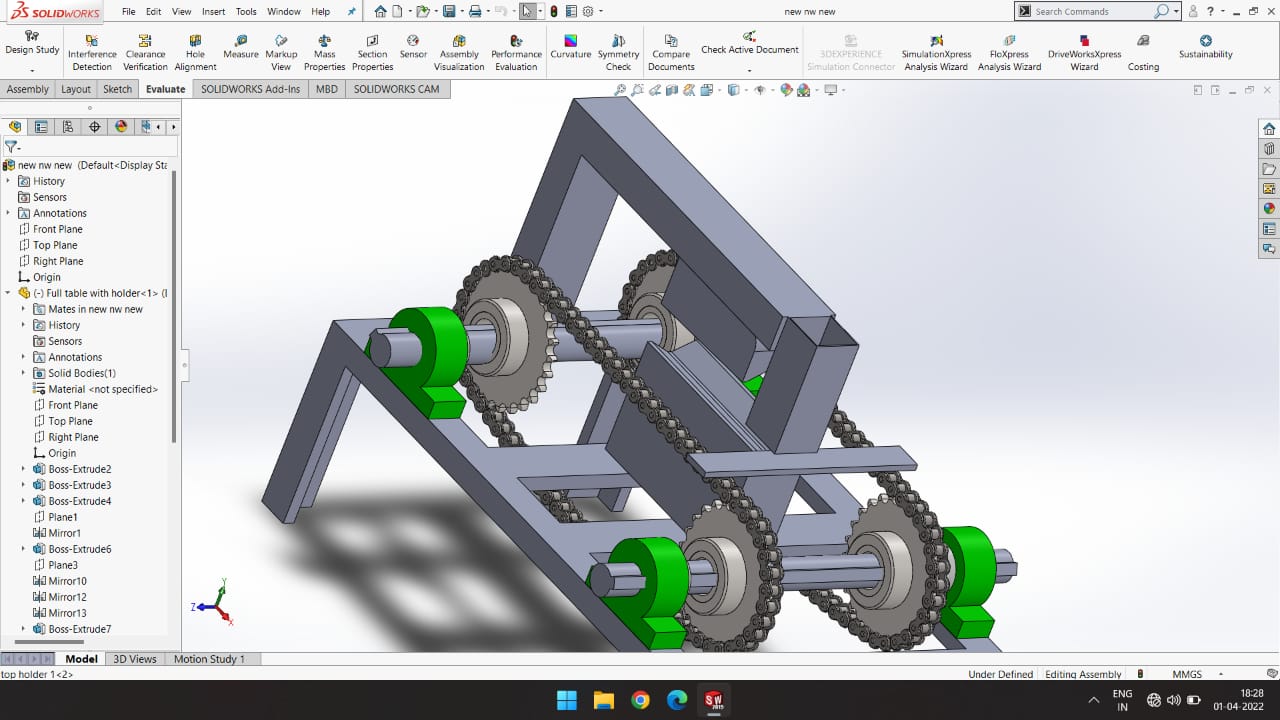 SOLIDWORKS
File Edit View Insert Tools Window Help
new nw new
Search Commands
Design Study
Interference Detection
Clearance Verification
Hole Alignment
Measure
Markup View
Mass Properties
Section Properties
Sensor
Assembly Visualization
Performance Evaluation
Curvature
Symmetry Check
Compare Documents
Check Active Document
3DEXPERIENCE Simulation Connector
SimulationXpress Analysis Wizard
FloXpress Analysis Wizard
DriveWorksXpress Wizard
Costing
Sustainability
Assembly Layout Sketch Evaluate SOLIDWORKS Add-Ins MBD SOLIDWORKS CAM
new nw new (Default<Display Sta
History
Sensors
Annotations
Front Plane
Top Plane
Right Plane
Origin
(-) Full table with holder<1> (
Mates in new nw new
History
Sensors
Annotations
Solid Bodies(1)
Material <not specified>
Front Plane
Top Plane
Right Plane
Origin
Boss-Extrude2
Boss-Extrude3
Boss-Extrude4
Plane1
Mirror1
Boss-Extrude6
Plane3
Mirror10
Mirror12
Mirror13
Boss-Extrude7
Y
Z
X
Model 3D Views Motion Study 1
top holder 1<2>
Under Defined Editing Assembly MMGS
SW
2019
ENG
IN
18:28
01-04-2022